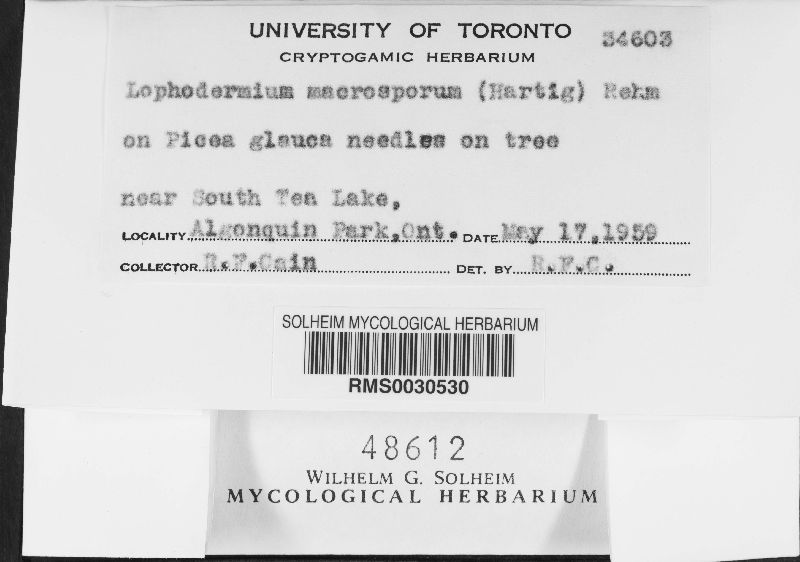 UNIVERSITY OF TORONTO 34603
CRYPTOGAMIC HERBARIUM
Lophodermium macrosporum (Hartig) Rehm
on Picea glauca needles on tree
near South Tea Lake,
LOCALITY Algonquin Park, Ont. DATE May 17, 1959
COLLECTOR R.F.Cain DET. BY R.F.C.
SOLHEIM MYCOLOGICAL HERBARIUM
RMS0030530
48612
WILHELM G. SOLHEIM
MYCOLOGICAL HERBARIUM